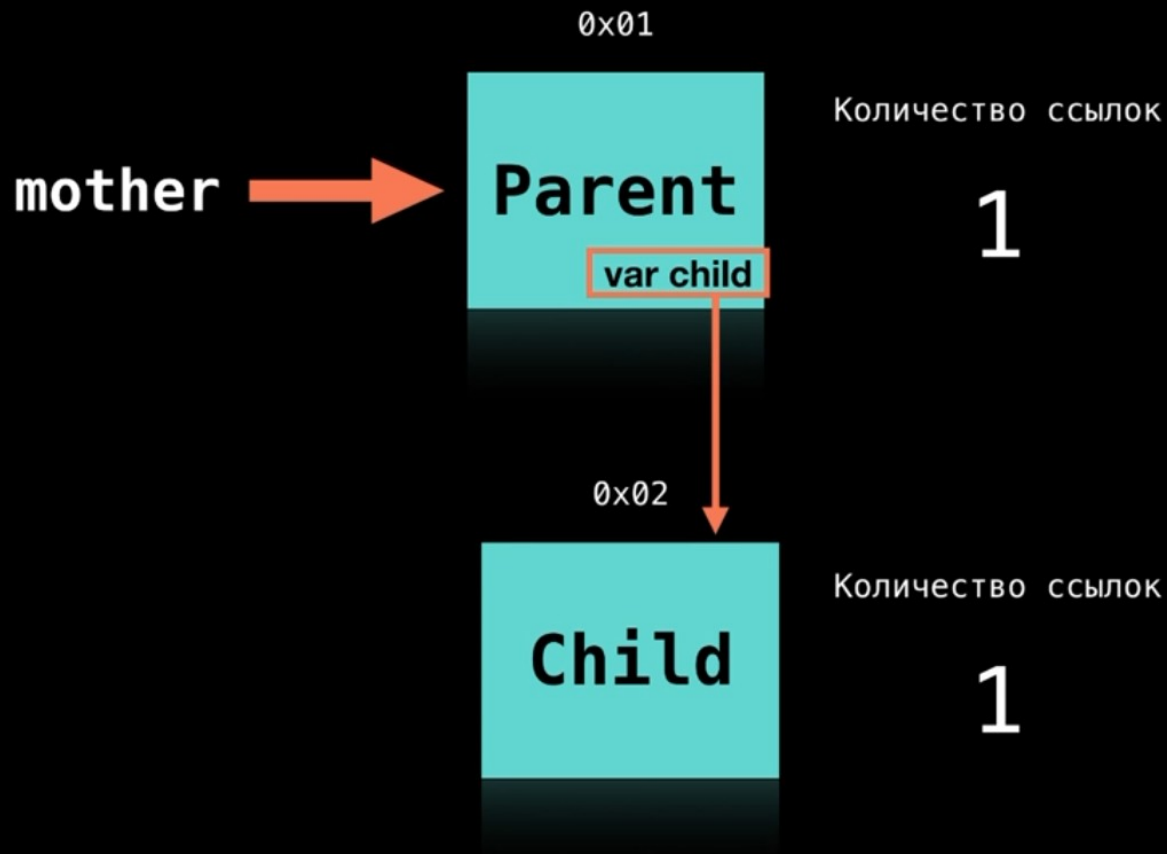 0x01
Количество ссылок
mother
Parent
1
var child
0x02
Количество ссылок
Child
1